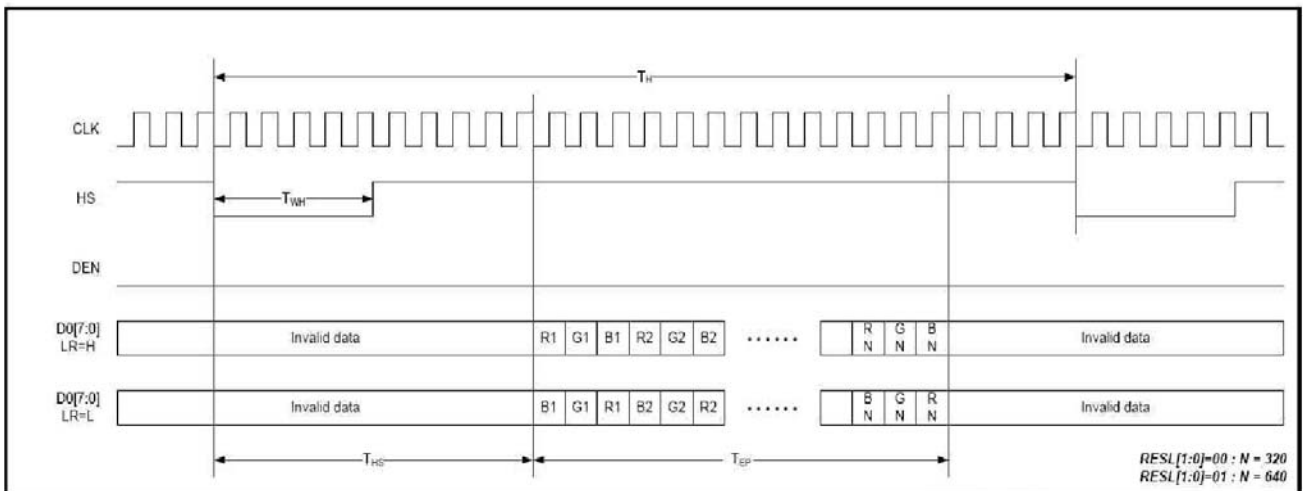 TH
CLK
HS
TWH
DEN
D0[7:0]
LR=H
Invalid data
R1 G1 B1 R2 G2 B2 ...... R N G N B N
Invalid data
D0[7:0]
LR=L
Invalid data
B1 G1 R1 B2 G2 R2 ...... B N G N R N
Invalid data
THS
TEP
RESL[1:0]=00 : N = 320
RESL[1:0]=01 : N = 640